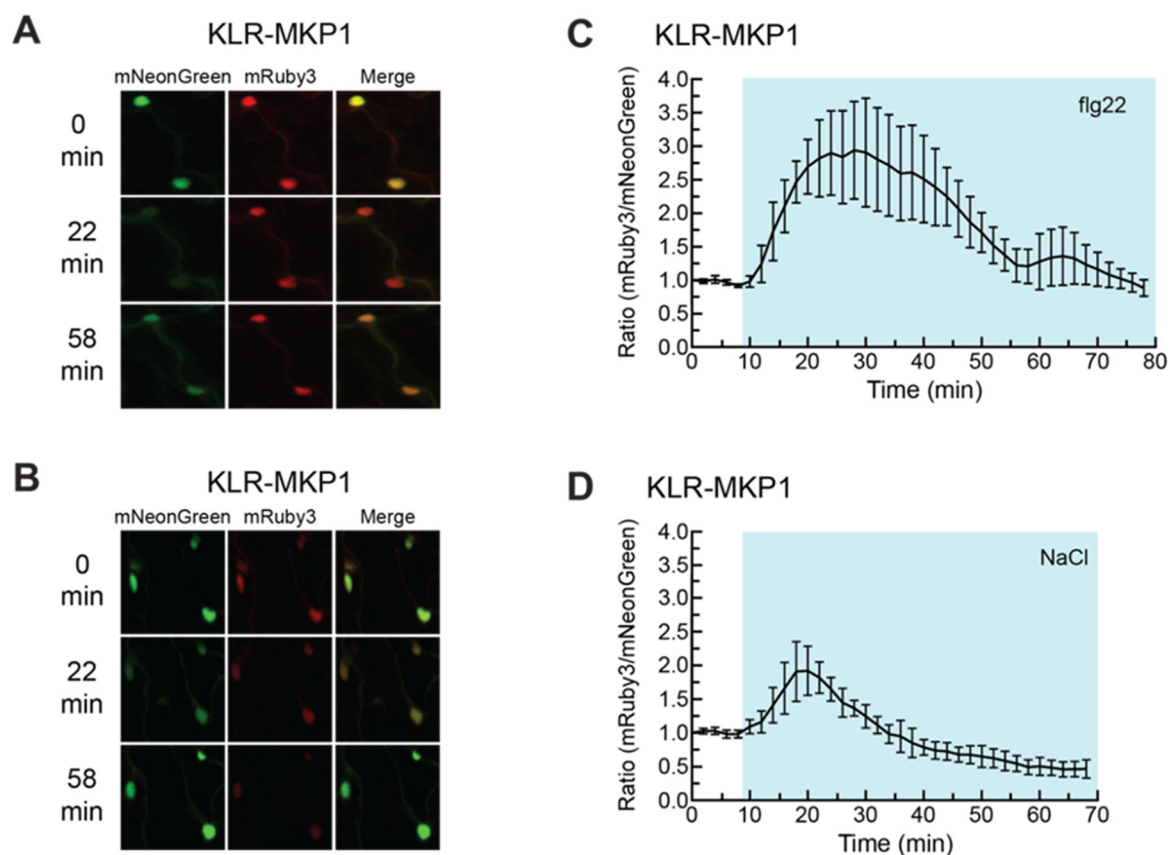 A
KLR-MKP1
mNeonGreen mRuby3 Merge
0
min
22
min
58
min
B
KLR-MKP1
mNeonGreen mRuby3 Merge
0
min
22
min
58
min
C KLR-MKP1
flg22
Ratio (mRuby3/mNeonGreen)
4.0
3.5
3.0
2.5
2.0
1.5
1.0
0.5
0.0
0 10 20 30 40 50 60 70 80
Time (min)
D KLR-MKP1
NaCl
Ratio (mRuby3/mNeonGreen)
4.0
3.5
3.0
2.5
2.0
1.5
1.0
0.5
0.0
0 10 20 30 40 50 60 70
Time (min)